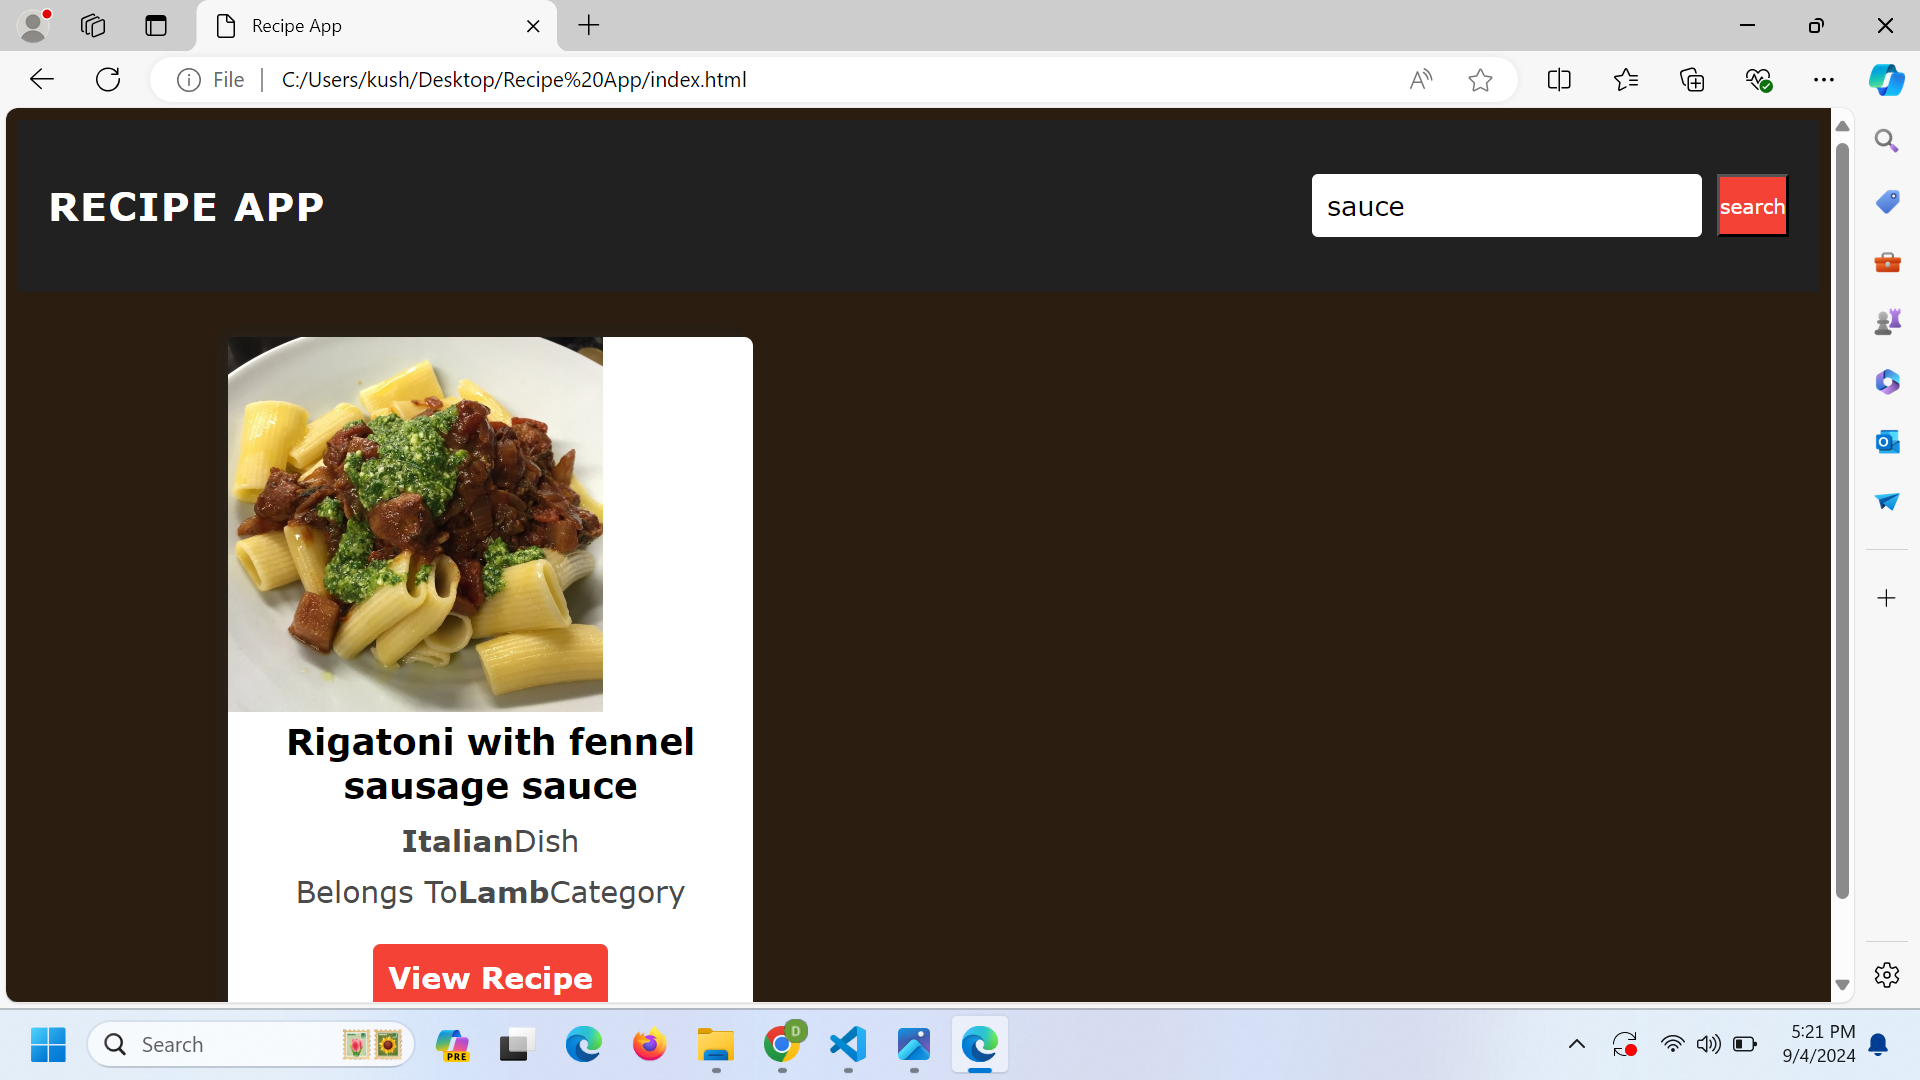 Recipe App
File
C:/Users/kush/Desktop/Recipe%20App/index.html
RECIPE APP
sauce
search
Rigatoni with fennel
sausage sauce
ItalianDish
Belongs ToLambCategory
View Recipe
Search
PRE
D
5:21 PM
9/4/2024